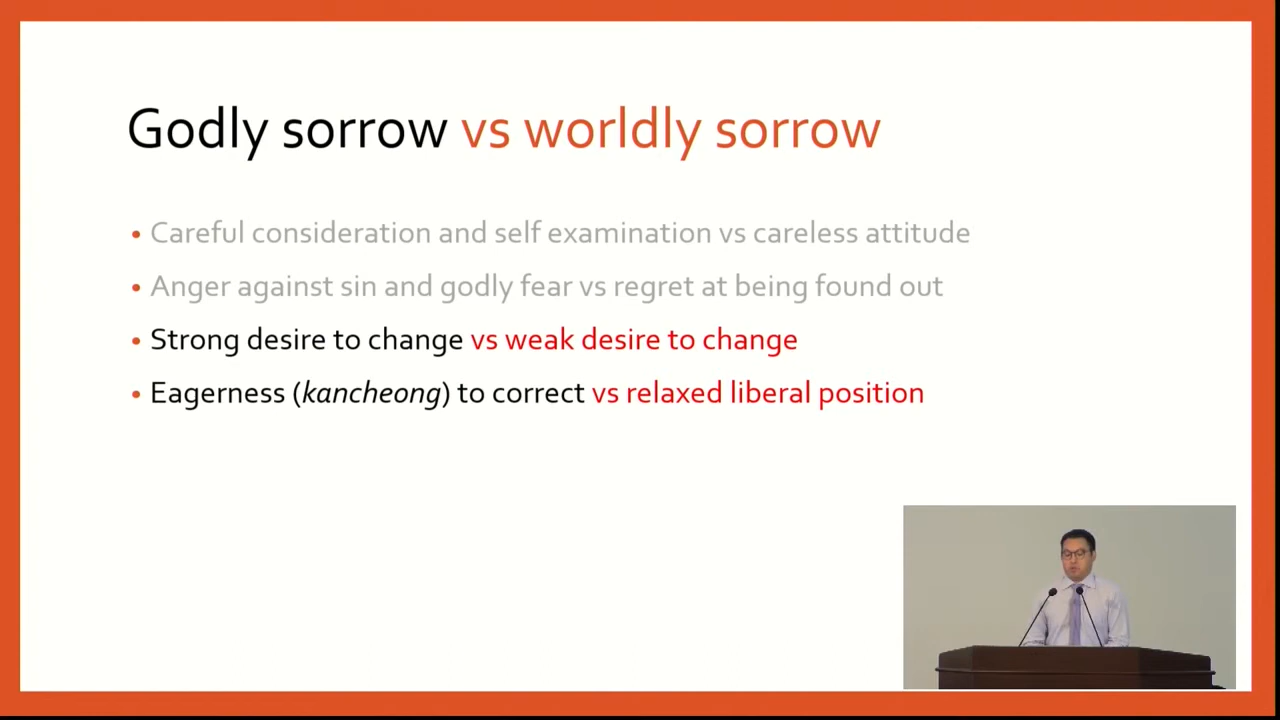 Godly sorrow vs worldly sorrow
• Careful consideration and self examination vs careless attitude
• Anger against sin and godly fear vs regret at being found out
• Strong desire to change vs weak desire to change
• Eagerness (kancheong) to correct vs relaxed liberal position